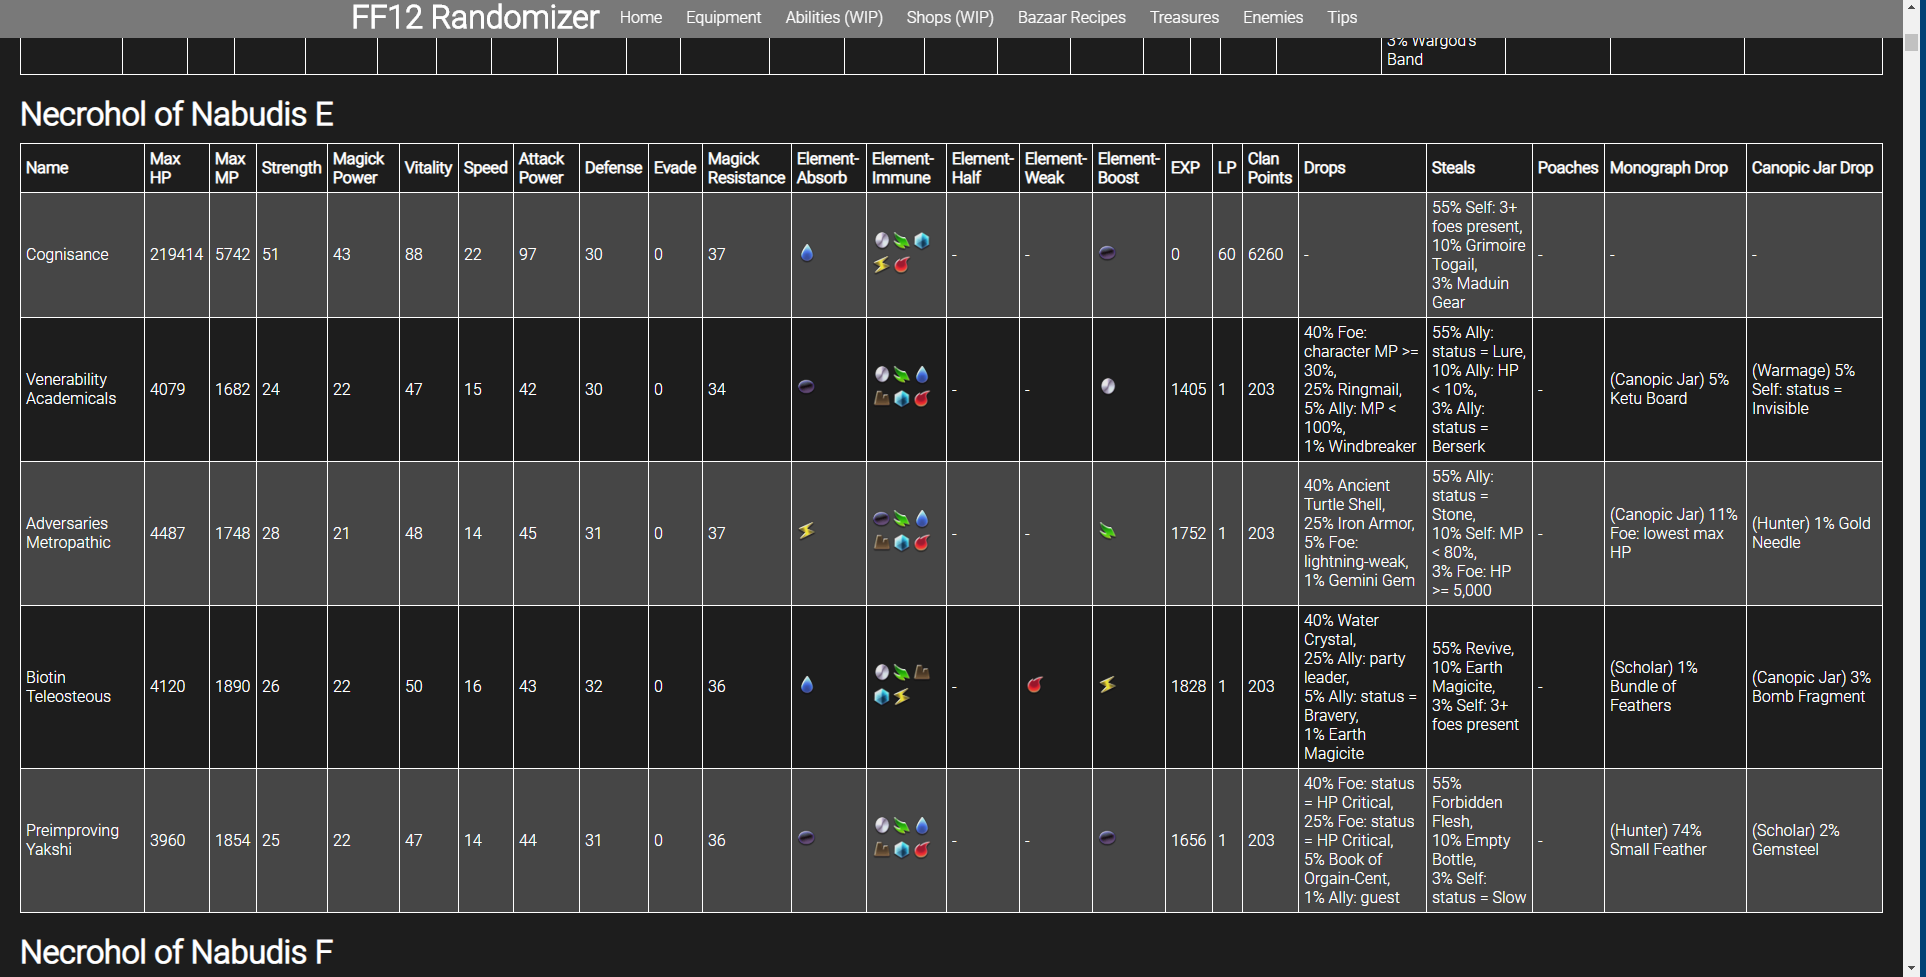 FF12 Randomizer Home Equipment Abilities (WIP) Shops (WIP) Bazaar Recipes Treasures Enemies Tips
3% Wargod's
Band
Necrohol of Nabudis E
Name Max HP Max MP Strength Magick Power Vitality Speed Attack Power Defense Evade Magick Resistance Element-Absorb Element-Immune Element-Half Element-Weak Element-Boost EXP LP Clan Points Drops Steals Poaches Monograph Drop Canopic Jar Drop
Cognisance 219414 5742 51 43 88 22 97 30 0 37 - - 0 60 6260 - 55% Self: 3+ foes present, 10% Grimoire Togail, 3% Maduin Gear - - -
Venerability Academicals 4079 1682 24 22 47 15 42 30 0 34 - - 1405 1 203 40% Foe: character MP >= 30%, 25% Ringmail, 5% Ally: MP < 100%, 1% Windbreaker 55% Ally: status = Lure, 10% Ally: HP < 10%, 3% Ally: status = Berserk - (Canopic Jar) 5% Ketu Board (Warmage) 5% Self: status = Invisible
Adversaries Metropathic 4487 1748 28 21 48 14 45 31 0 37 - - 1752 1 203 40% Ancient Turtle Shell, 25% Iron Armor, 5% Foe: lightning-weak, 1% Gemini Gem 55% Ally: status = Stone, 10% Self: MP < 80%, 3% Foe: HP >= 5,000 - (Canopic Jar) 11% Foe: lowest max HP (Hunter) 1% Gold Needle
Biotin Teleosteous 4120 1890 26 22 50 16 43 32 0 36 - 1828 1 203 40% Water Crystal, 25% Ally: party leader, 5% Ally: status = Bravery, 1% Earth Magicite 55% Revive, 10% Earth Magicite, 3% Self: 3+ foes present - (Scholar) 1% Bundle of Feathers (Canopic Jar) 3% Bomb Fragment
Preimproving Yakshi 3960 1854 25 22 47 14 44 31 0 36 - - 1656 1 203 40% Foe: status = HP Critical, 25% Foe: status = HP Critical, 5% Book of Orgain-Cent, 1% Ally: guest 55% Forbidden Flesh, 10% Empty Bottle, 3% Self: status = Slow - (Hunter) 74% Small Feather (Scholar) 2% Gemsteel
Necrohol of Nabudis F